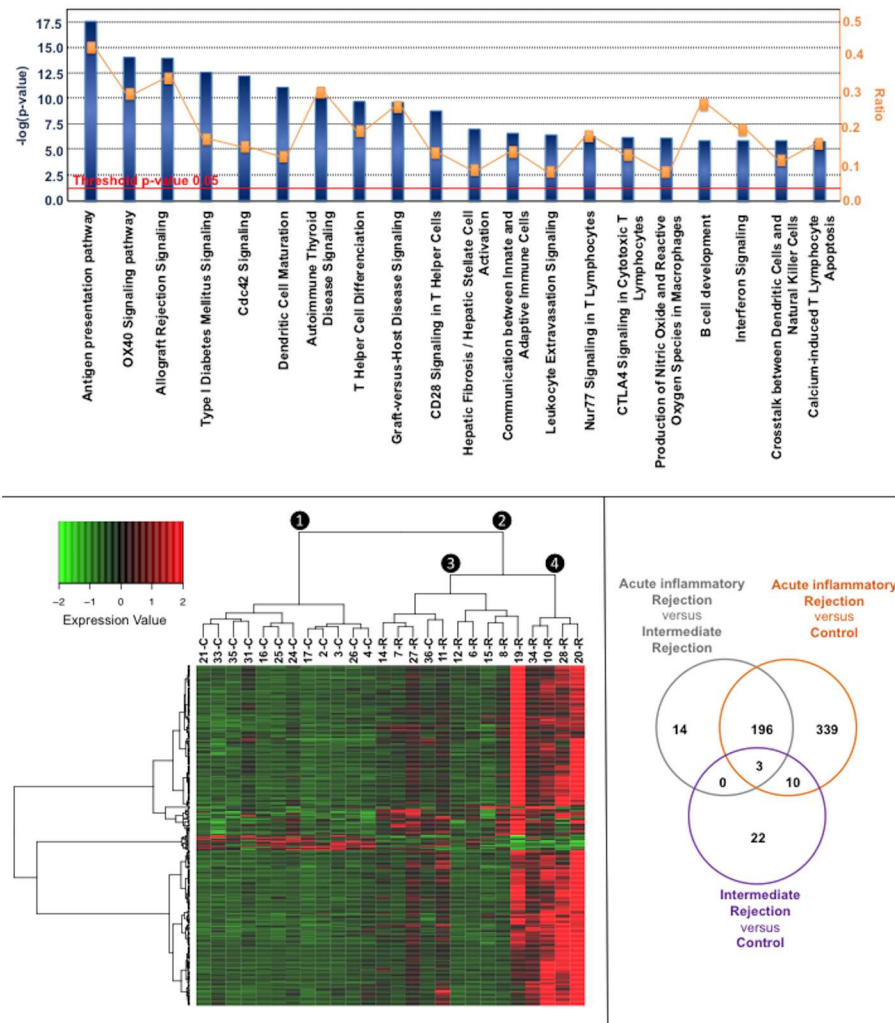 17.5
15.0
12.5
10.0
7.5
5.0
2.5
0.0
-log(p-value)
0.5
0.4
0.3
0.2
0.1
0.0
Ratio
Threshold p-value 0.05
Antigen presentation pathway
OX40 Signaling pathway
Allograft Rejection Signaling
Type I Diabetes Mellitus Signaling
Cdc42 Signaling
Dendritic Cell Maturation
Autoimmune Thyroid
Disease Signaling
T Helper Cell Differenciation
Graft-versus-Host Disease Signaling
CD28 Signaling in T Helper Cells
Hepatic Fibrosis / Hepatic Stellate Cell
Activation
Communication between Innate and
Adaptive Immune Cells
Leukocyte Extravasation Signaling
Nur77 Signaling in T Lymphocytes
CTLA4 Signaling in Cytotoxic T
Lymphocytes
Production of Nitric Oxide and Reactive
Oxygen Species in Macrophages
B cell development
Interferon Signaling
Crosstalk between Dendritic Cells and
Natural Killer Cells
Calcium-induced T Lymphocyte
Apoptosis
−2 −1 0 1 2
Expression Value
1
2
3
4
21-C
33-C
35-C
31-C
16-C
25-C
24-C
17-C
2-C
3-C
26-C
4-C
14-R
7-R
27-R
36-C
11-R
12-R
6-R
15-R
8-R
19-R
34-R
10-R
28-R
20-R
Acute inflammatory
Rejection
versus
Intermediate
Rejection
Acute inflammatory
Rejection
versus
Control
14
196
339
3
0
10
22
Intermediate
Rejection
versus
Control